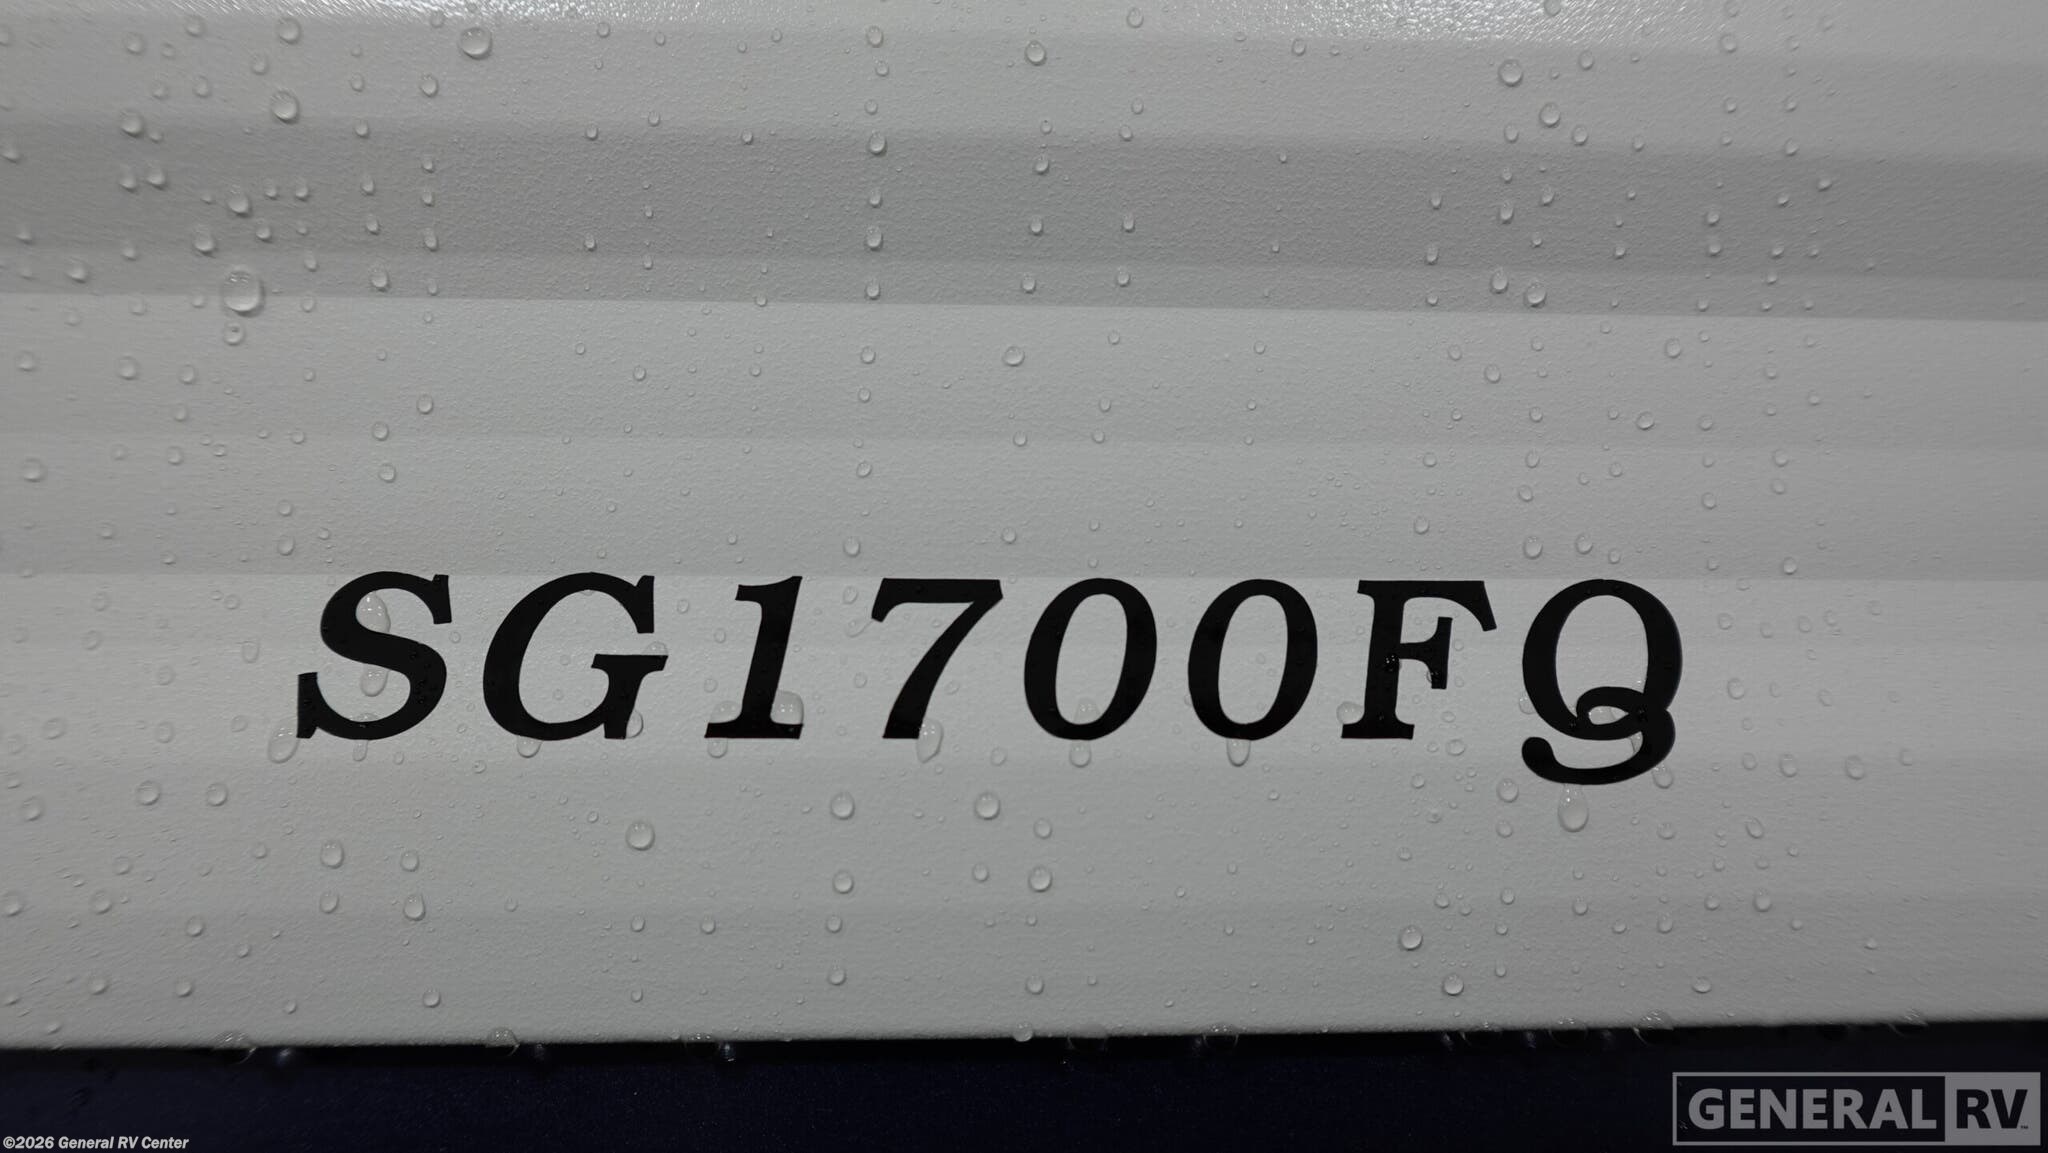 SG1700FQ
GENERAL RV
©2026 General RV Center